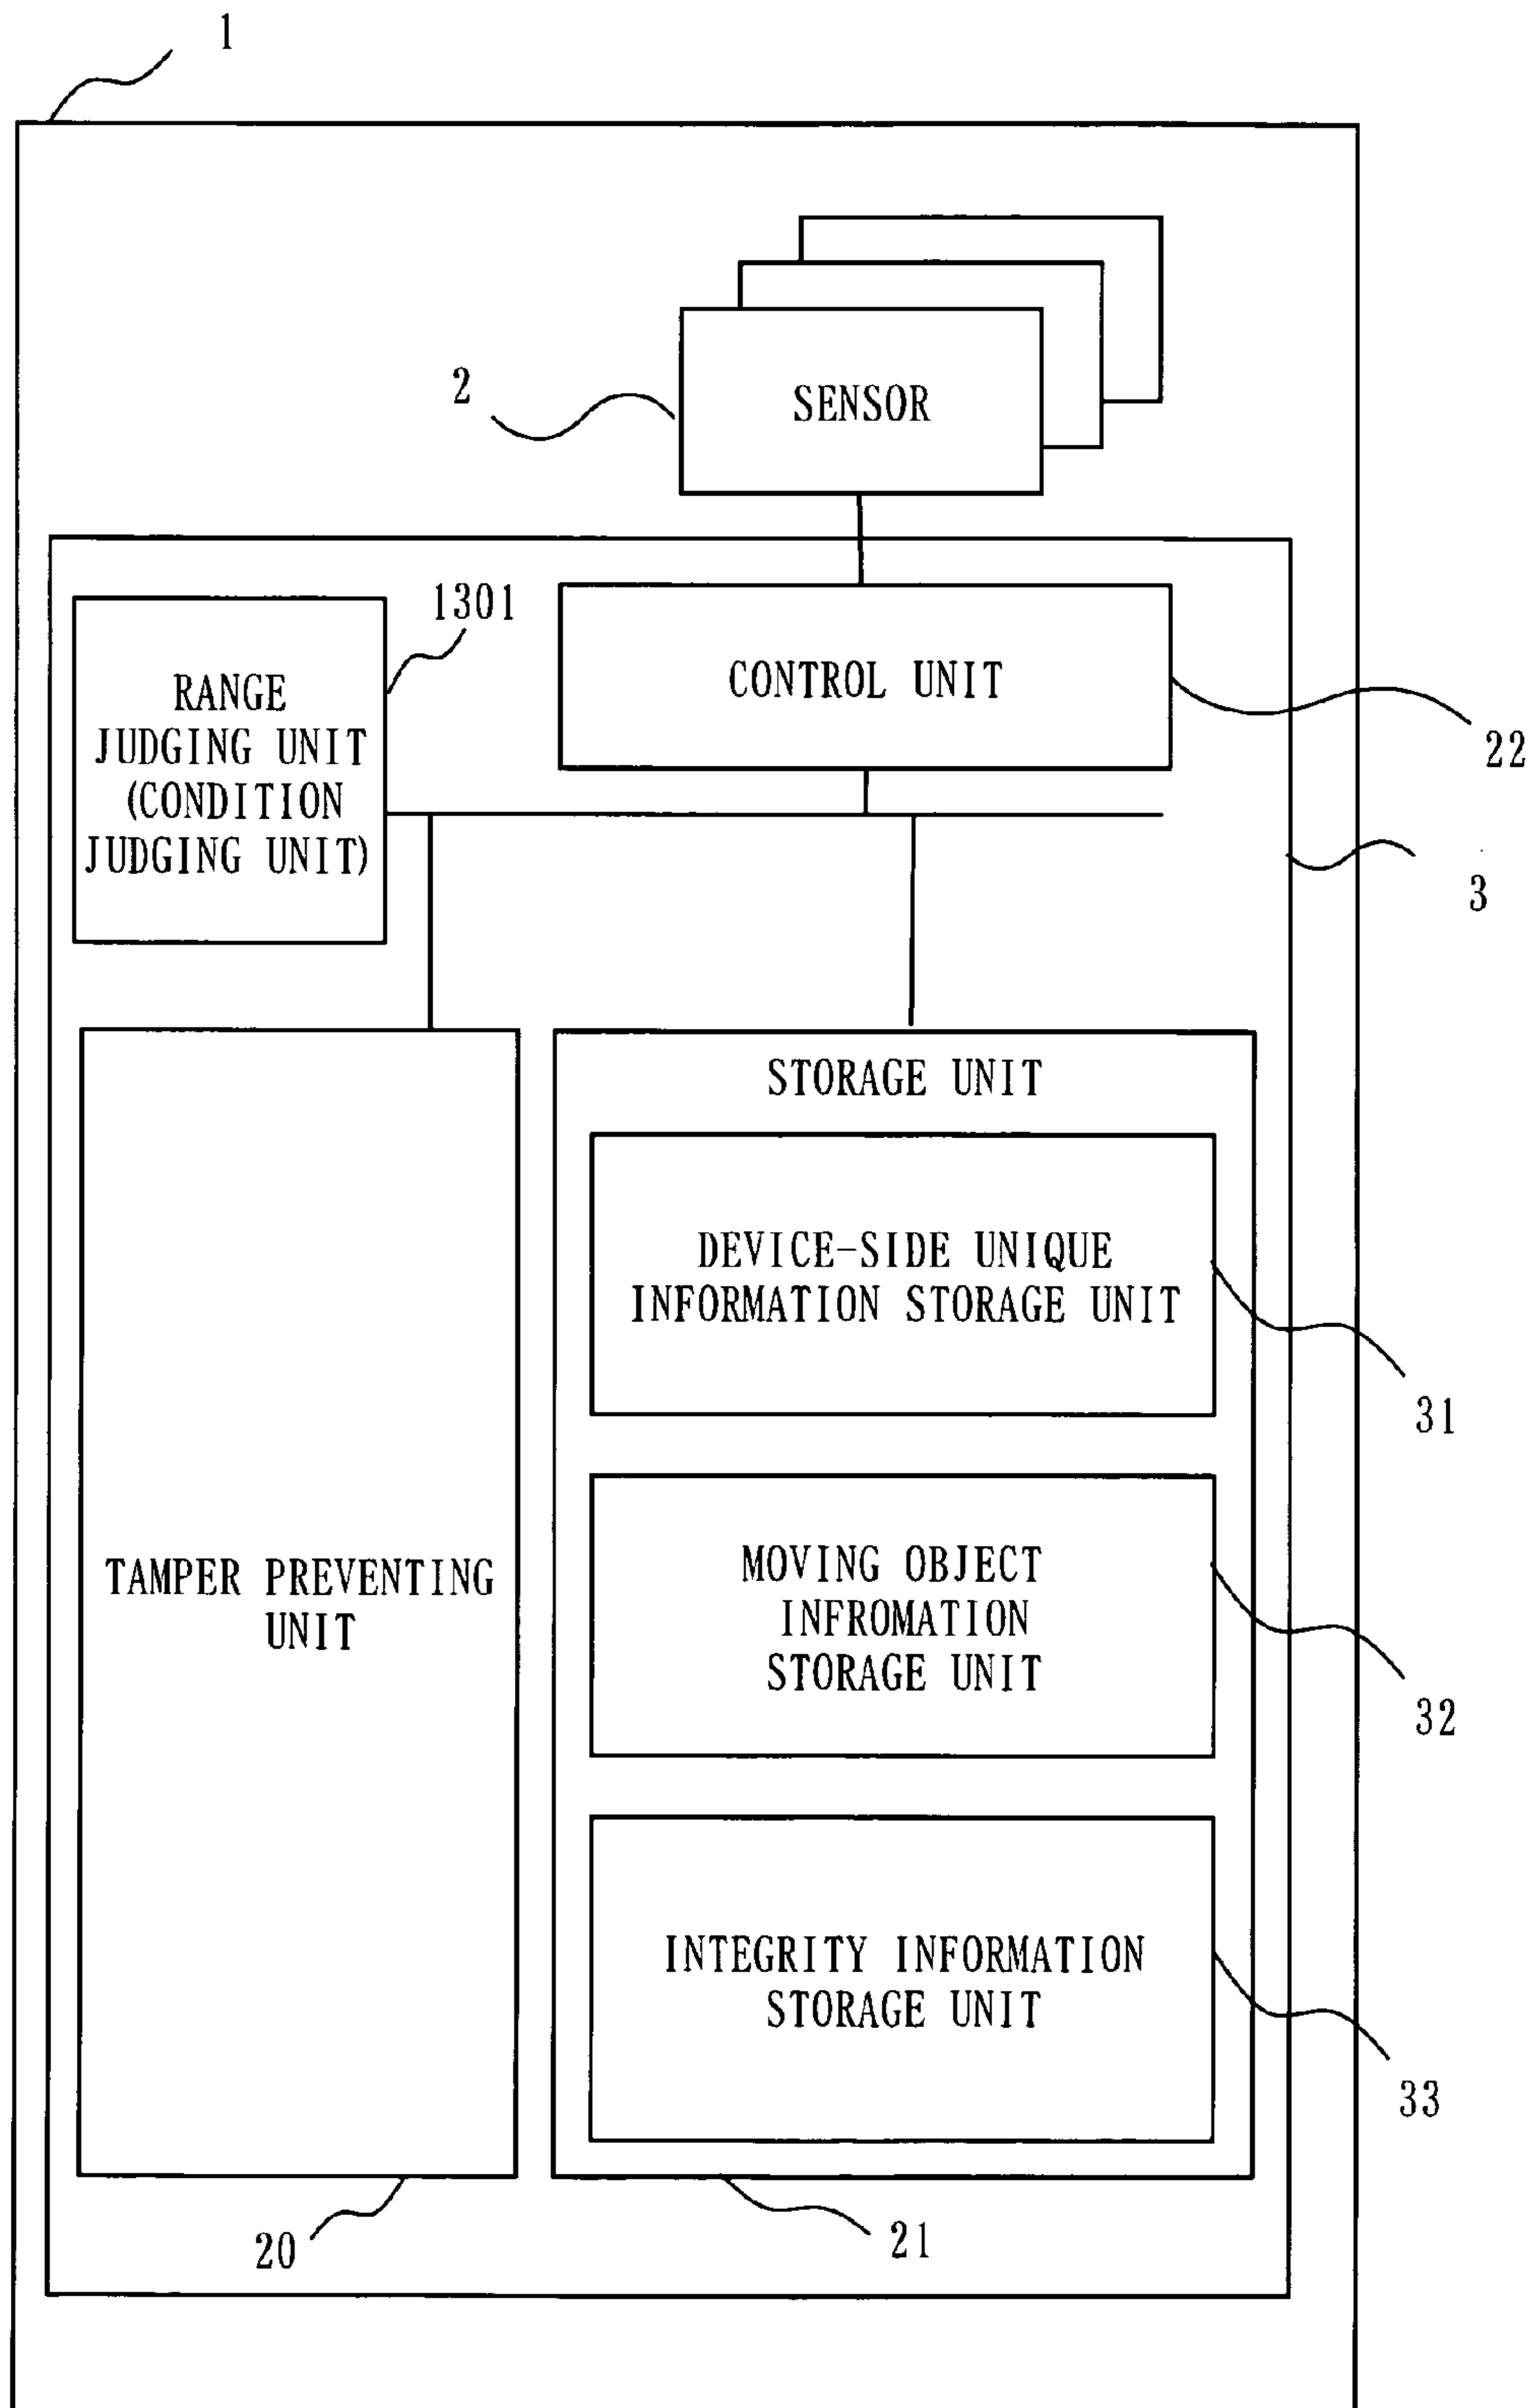 1
2
SENSOR
1301
RANGE
JUDGING UNIT
(CONDITION
JUDGING UNIT)
CONTROL UNIT
22
3
STORAGE UNIT
DEVICE-SIDE UNIQUE
INFORMATION STORAGE UNIT
31
TAMPER PREVENTING
UNIT
MOVING OBJECT
INFROMATION
STORAGE UNIT
32
INTEGRITY INFORMATION
STORAGE UNIT
33
20
21